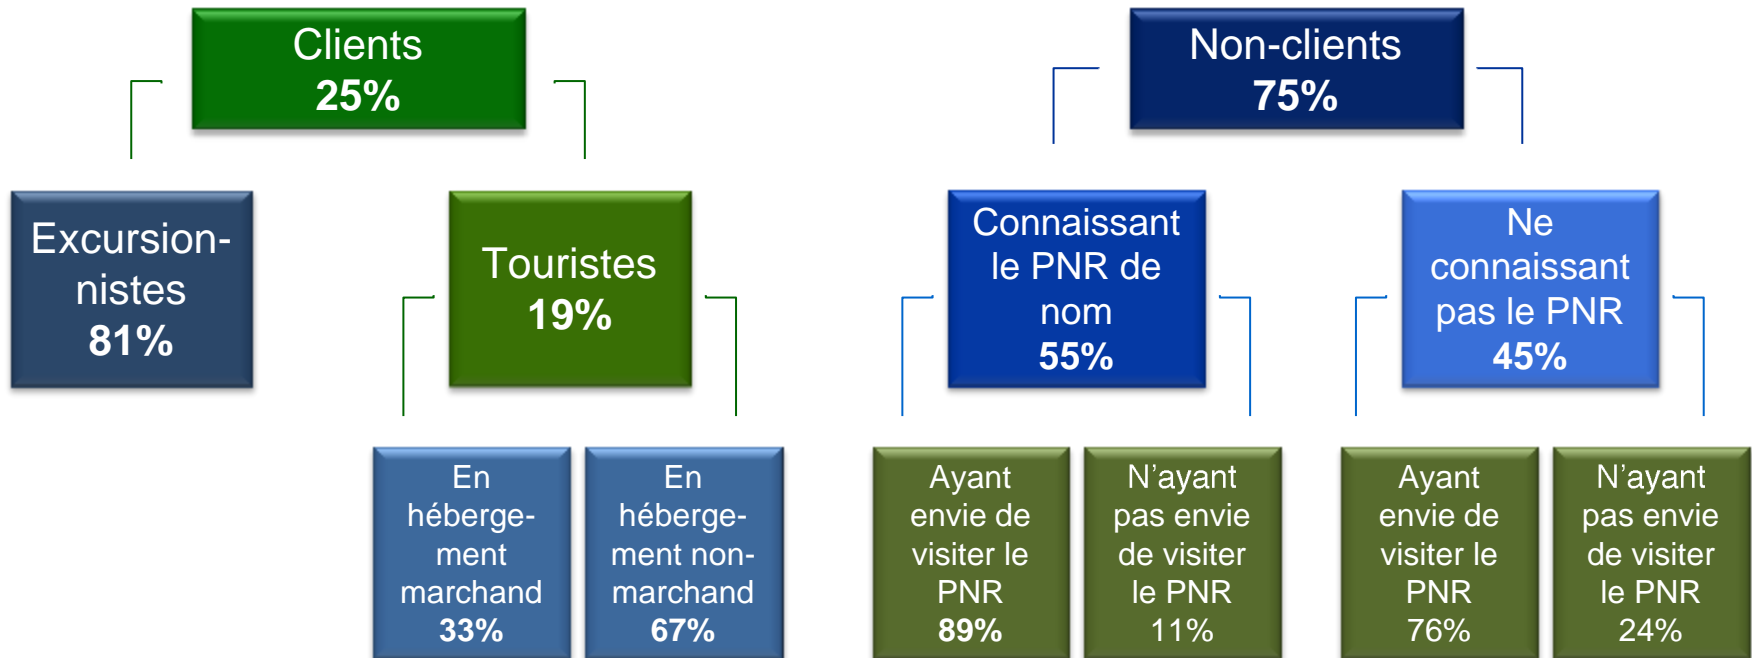 Clients
25%
Non-clients
75%
Excursion-
nistes
81%
Touristes
19%
Connaissant
le PNR de
nom
55%
Ne
connaissant
pas le PNR
45%
En
héberge-
ment
marchand
33%
En
héberge-
ment non-
marchand
67%
Ayant
envie de
visiter le
PNR
89%
N’ayant
pas envie
de visiter
le PNR
11%
Ayant
envie de
visiter le
PNR
76%
N’ayant
pas envie
de visiter
le PNR
24%